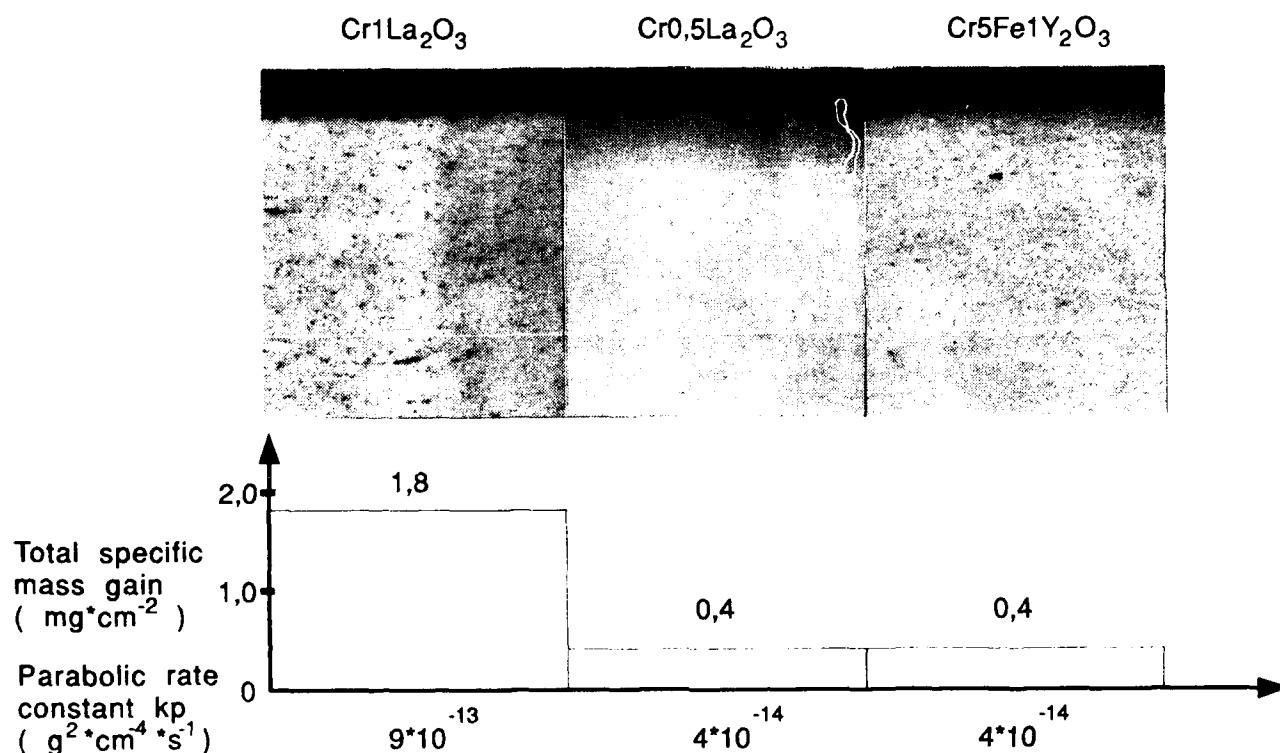 Cr1La₂O₃ Cr0,5La₂O₃ Cr5Fe1Y₂O₃
2,0
1,8
Total specific
mass gain
( mg*cm⁻² )
1,0
0,4 0,4
0
Parabolic rate
constant kp
( g²*cm⁻⁴*s⁻¹)
9*10⁻¹³ 4*10⁻¹⁴ 4*10⁻¹⁴